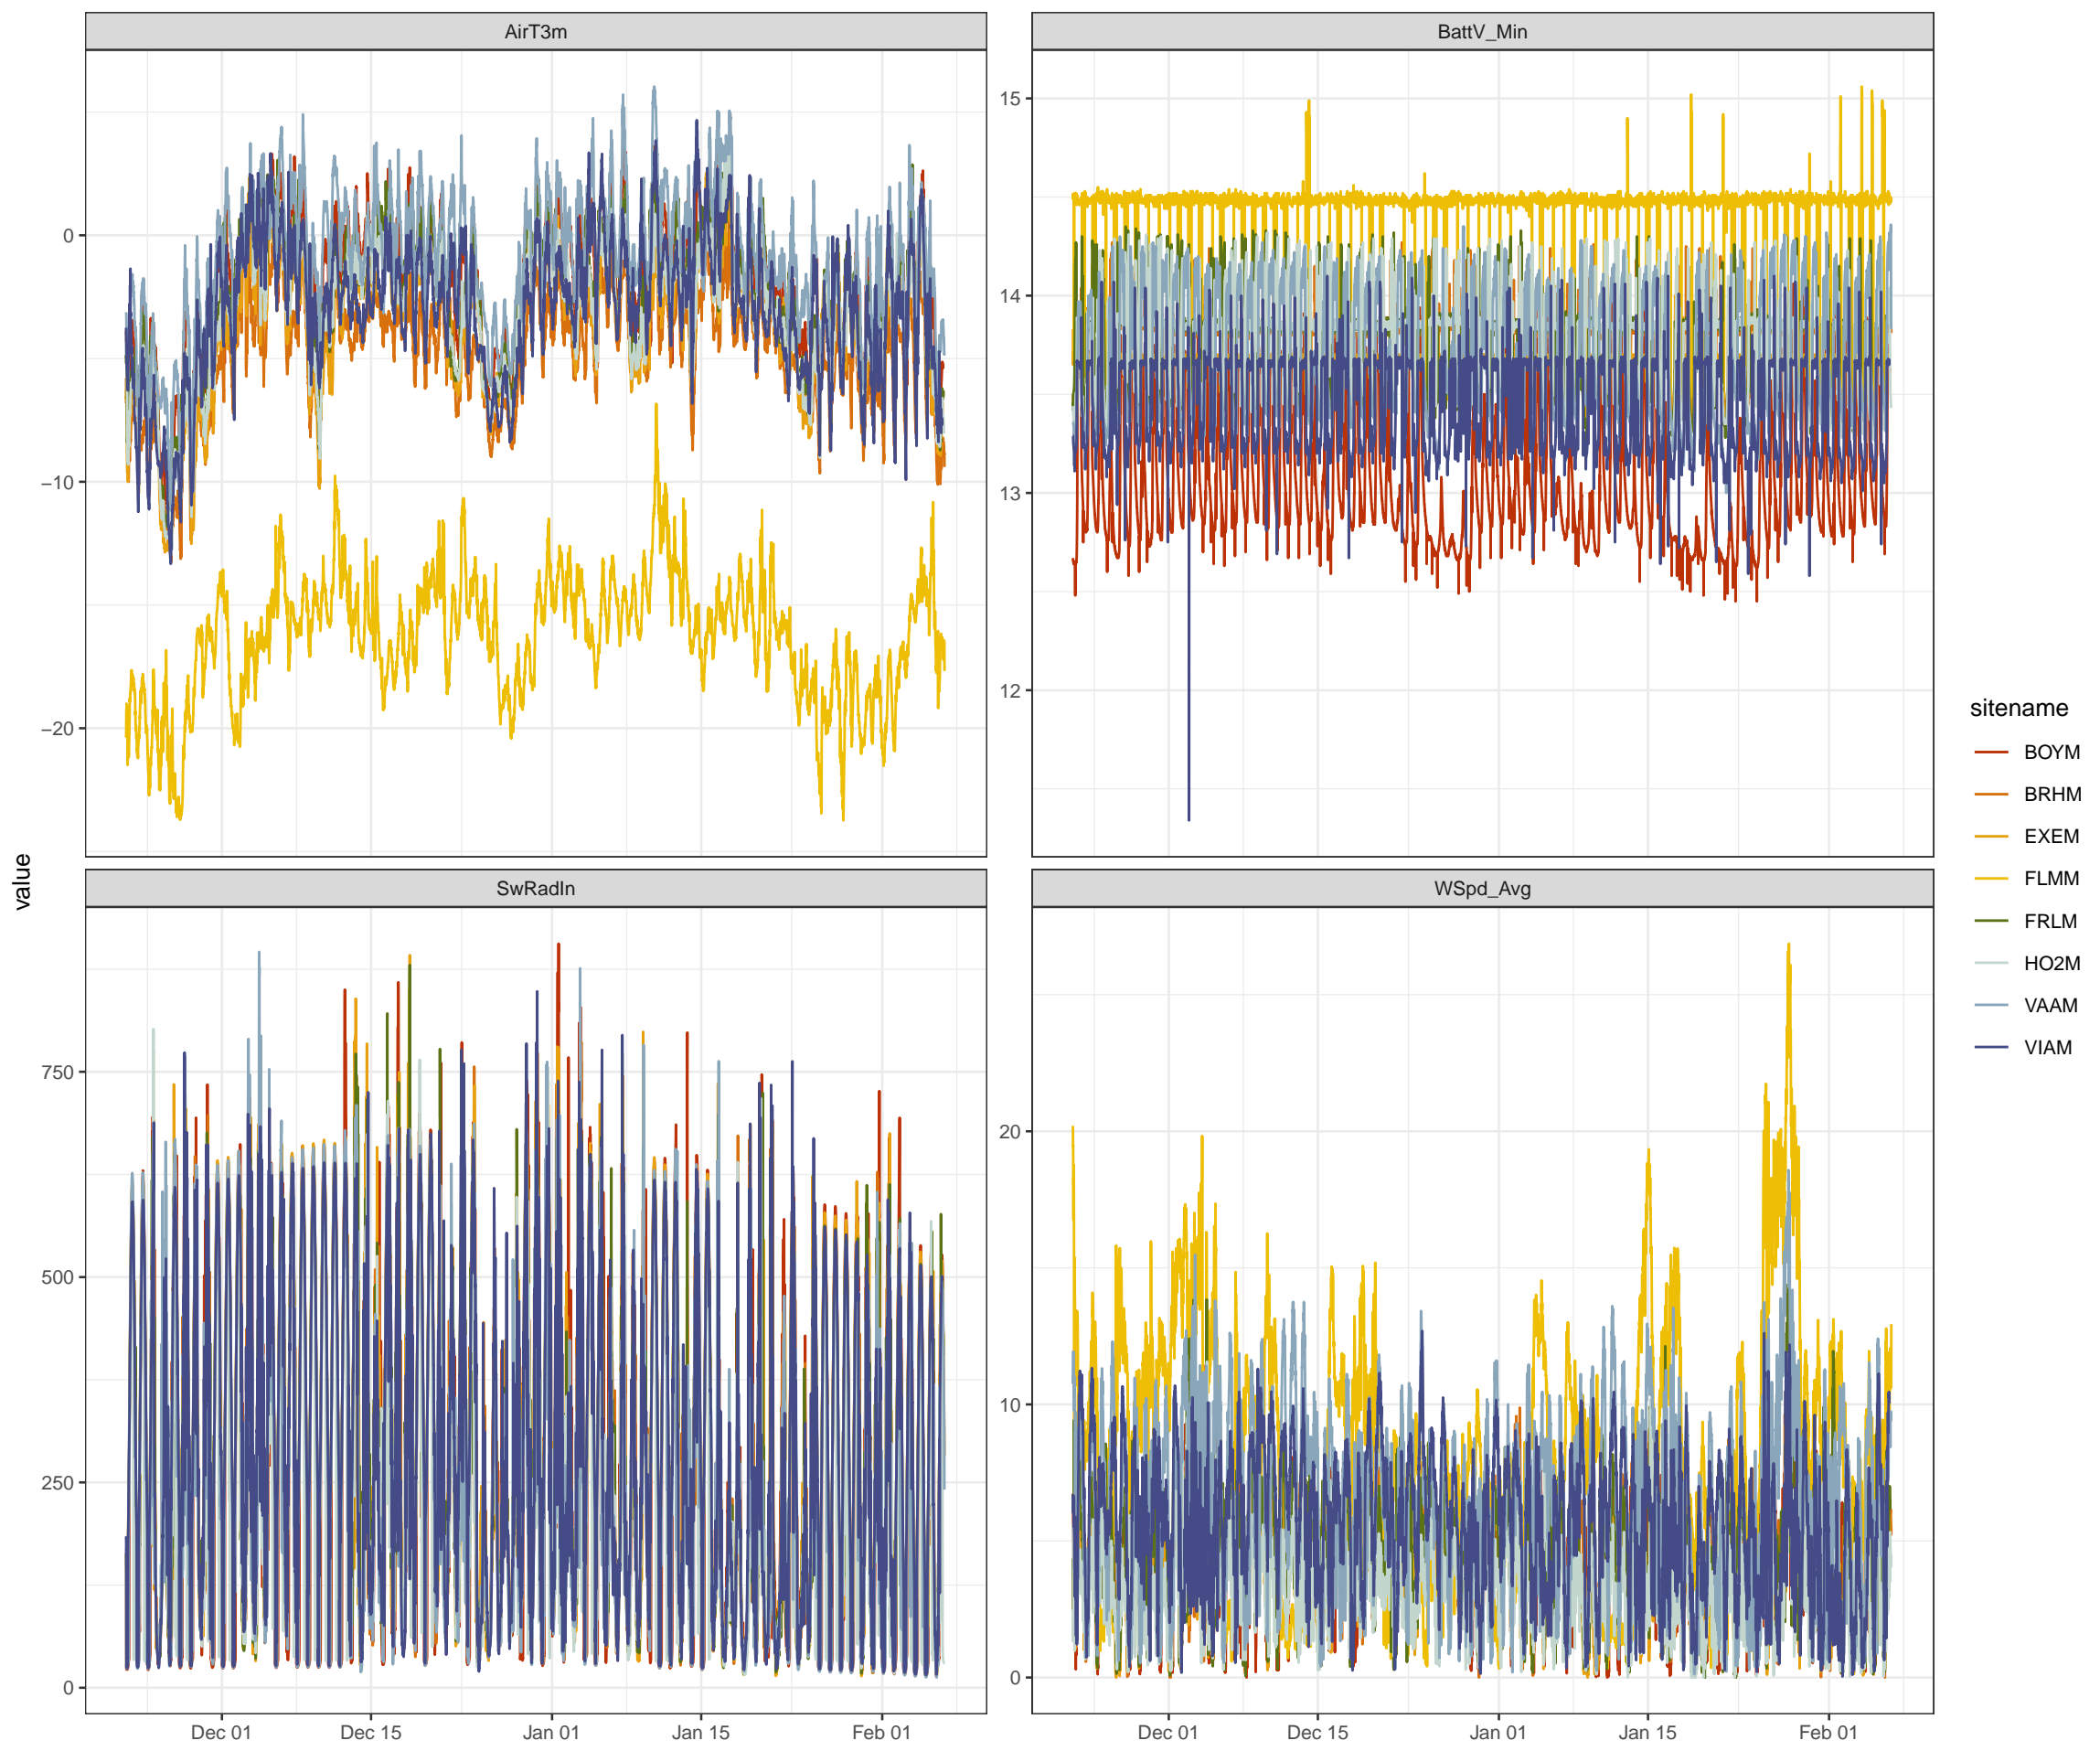 AirT3m
BattV_Min
0
−10
−20
15
14
13
12
SwRadIn
WSpd_Avg
750
500
250
0
20
10
0
Dec 01
Dec 15
Jan 01
Jan 15
Feb 01
Dec 01
Dec 15
Jan 01
Jan 15
Feb 01
value
sitename
BOYM
BRHM
EXEM
FLMM
FRLM
HO2M
VAAM
VIAM